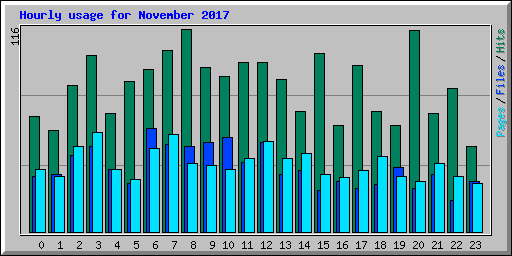 Hourly usage for November 2017
116
Pages/Files/Hits
0 1 2 3 4 5 6 7 8 9 10 11 12 13 14 15 16 17 18 19 20 21 22 23